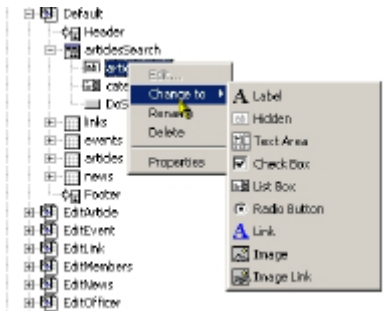 Default
Header
articlesSearch
links
events
articles
news
Footer
EditArticle
EditEvent
EditLink
EditMembers
EditNews
EditOfficer
Edit...
Change to
Rename
Delete
Properties
Label
Hidden
Text Area
Check Box
List Box
Radio Button
Link
Image
Image Link